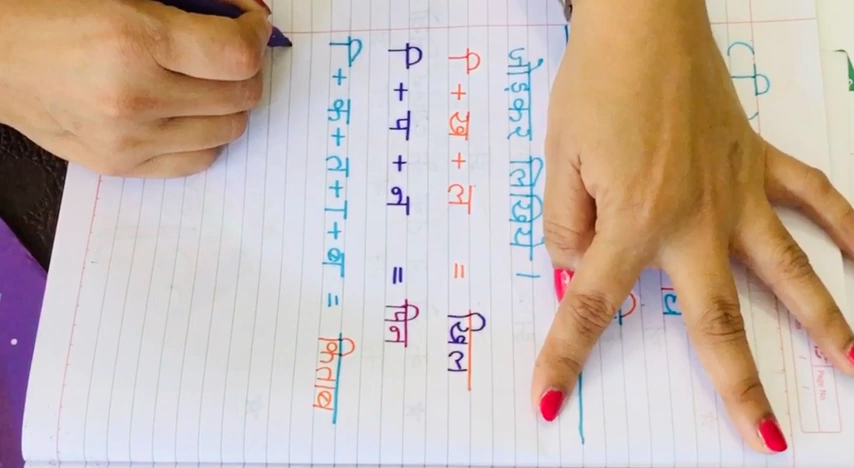 जोड़कर लिखिये ।
ि + ख + ल = खिल
ि + प + न = पिन
ि + क + त + ा + ब = किताब